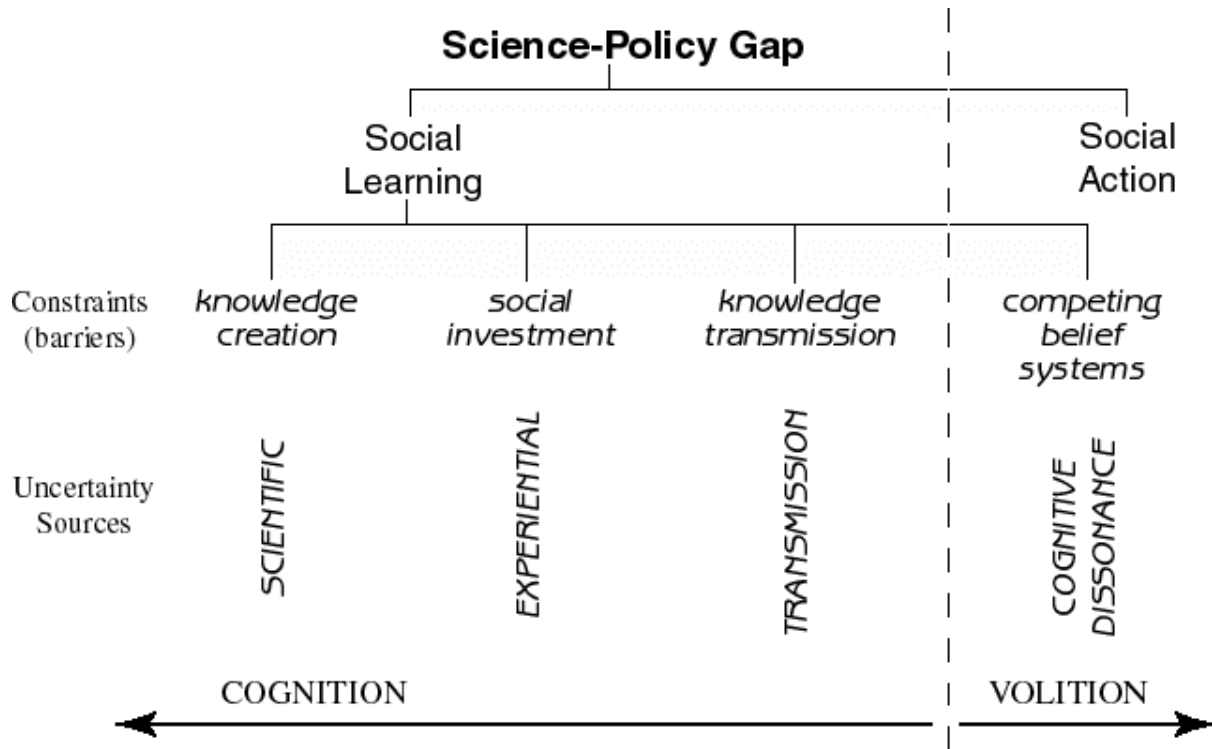 Science-Policy Gap
Social
Learning
Social
Action
Constraints
(barriers)
knowledge
creation
social
investment
knowledge
transmission
competing
belief
systems
Uncertainty
Sources
SCIENTIFIC
EXPERIENTIAL
TRANSMISSION
COGNITIVE
DISSONANCE
COGNITION
VOLITION